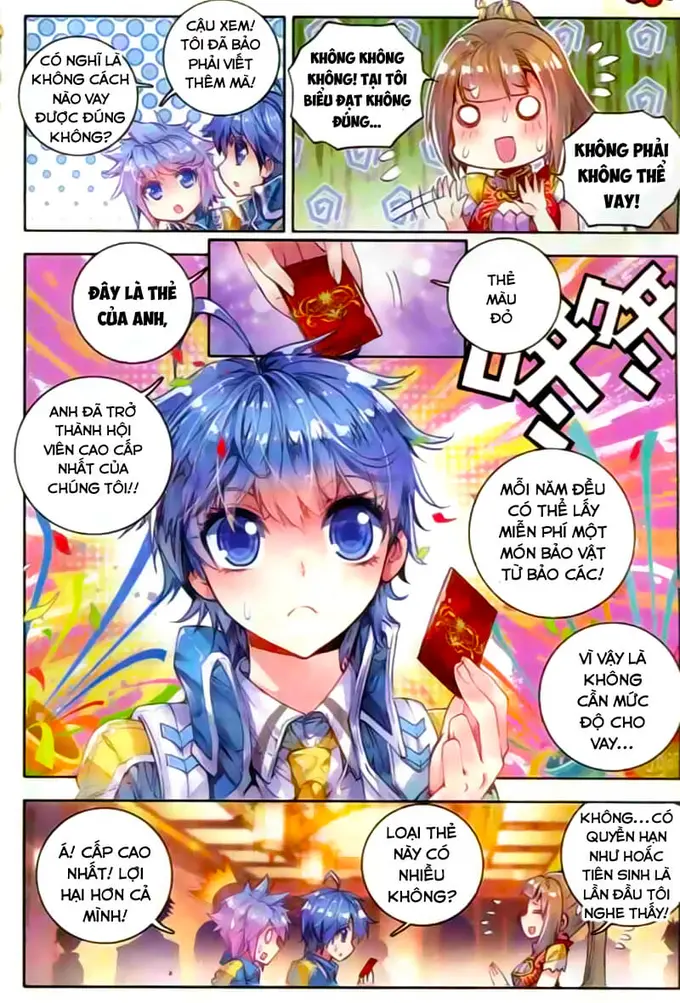 CÓ NGHĨ LÀ
KHÔNG CÁCH
NÀO VAY
ĐƯỢC ĐÚNG
KHÔNG?
CẬU XEM!
TÔI ĐÃ BẢO
PHẢI VIẾT
THÊM MÀ!
KHÔNG KHÔNG
KHÔNG! TẠI TÔI
BIỂU ĐẠT KHÔNG
ĐÚNG...
KHÔNG PHẢI
KHÔNG THỂ
VAY!
ĐÂY LÀ THẺ
CỦA ANH,
THẺ
MÀU
ĐỎ
咚咚
ANH ĐÃ TRỞ
THÀNH HỘI
VIÊN CAO CẤP
NHẤT CỦA
CHÚNG TÔI!!
MỖI NĂM ĐỀU
CÓ THỂ LẤY
MIỄN PHÍ MỘT
MÓN BẢO VẬT
TỪ BẢO CÁC!
VÌ VẬY LÀ
KHÔNG
CẦN MỨC
ĐỘ CHO
VAY...
Á! CẤP CAO
NHẤT! LỢI
HẠI HƠN CẢ
MÌNH!
LOẠI THẺ
NÀY CÓ
NHIỀU
KHÔNG?
KHÔNG...CÓ
QUYỀN HẠN
NHƯ HOẮC
TIÊN SINH LÀ
LẦN ĐẦU TÔI
NGHE THẤY!